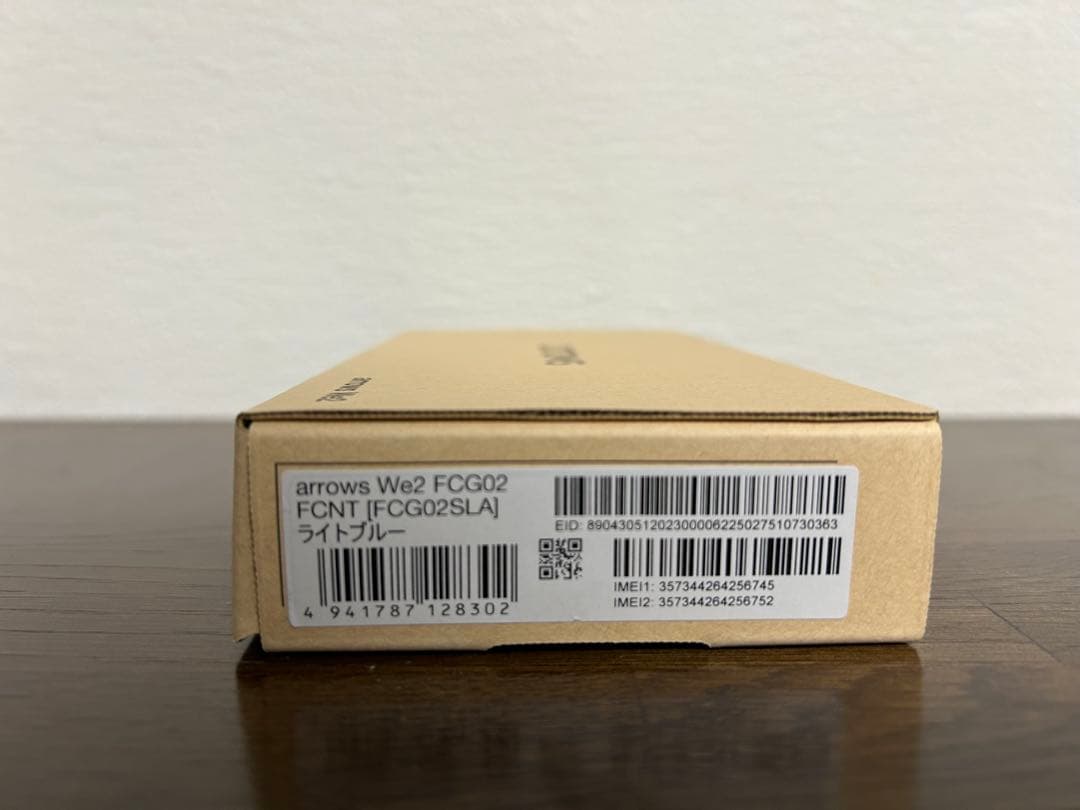 arrows We2 FCG02
FCNT [FCG02SLA]
ライトブルー
4 941787 128302
EID: 89043051202300006225027510730363
IMEI1: 357344264256745
IMEI2: 357344264256752